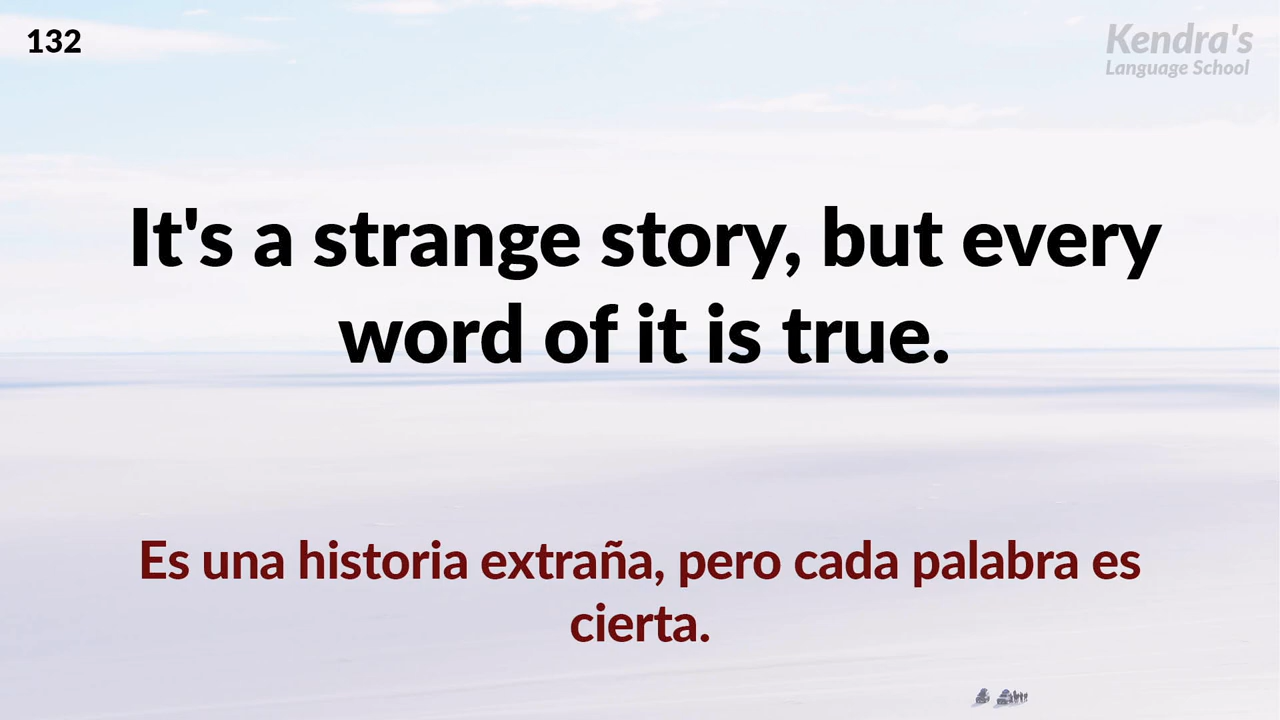 132
Kendra's
Language School
It's a strange story, but every
word of it is true.
Es una historia extraña, pero cada palabra es
cierta.